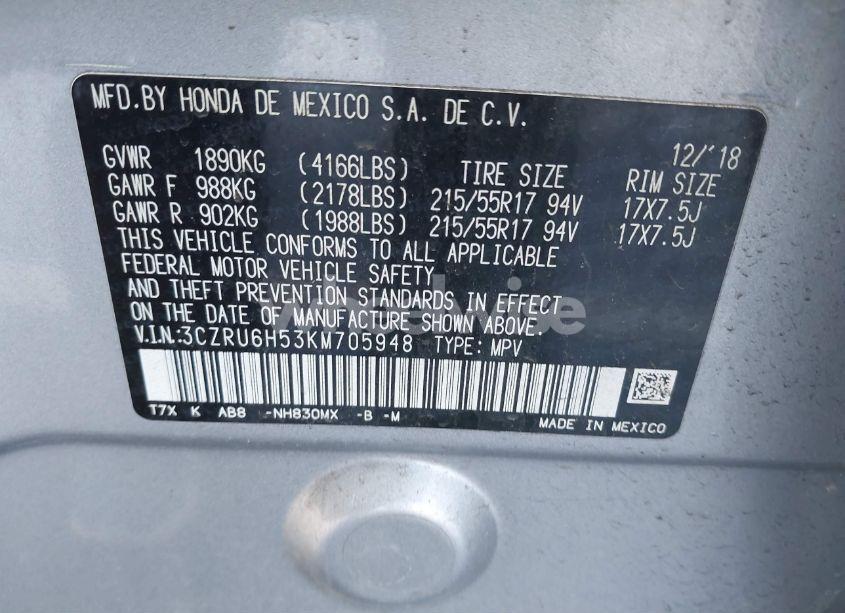 MFD.BY HONDA DE MEXICO S.A. DE C.V.
12/'18
GVWR 1890KG (4166LBS) TIRE SIZE RIM SIZE
GAWR F 988KG (2178LBS) 215/55R17 94V 17X7.5J
GAWR R 902KG (1988LBS) 215/55R17 94V 17X7.5J
THIS VEHICLE CONFORMS TO ALL APPLICABLE
FEDERAL MOTOR VEHICLE SAFETY
AND THEFT PREVENTION STANDARDS IN EFFECT
ON THE DATE OF MANUFACTURE SHOWN ABOVE.
V.I.N:3CZRU6H53KM705948 TYPE: MPV
T7X K AB8 -NH830MX -B -M
MADE IN MEXICO